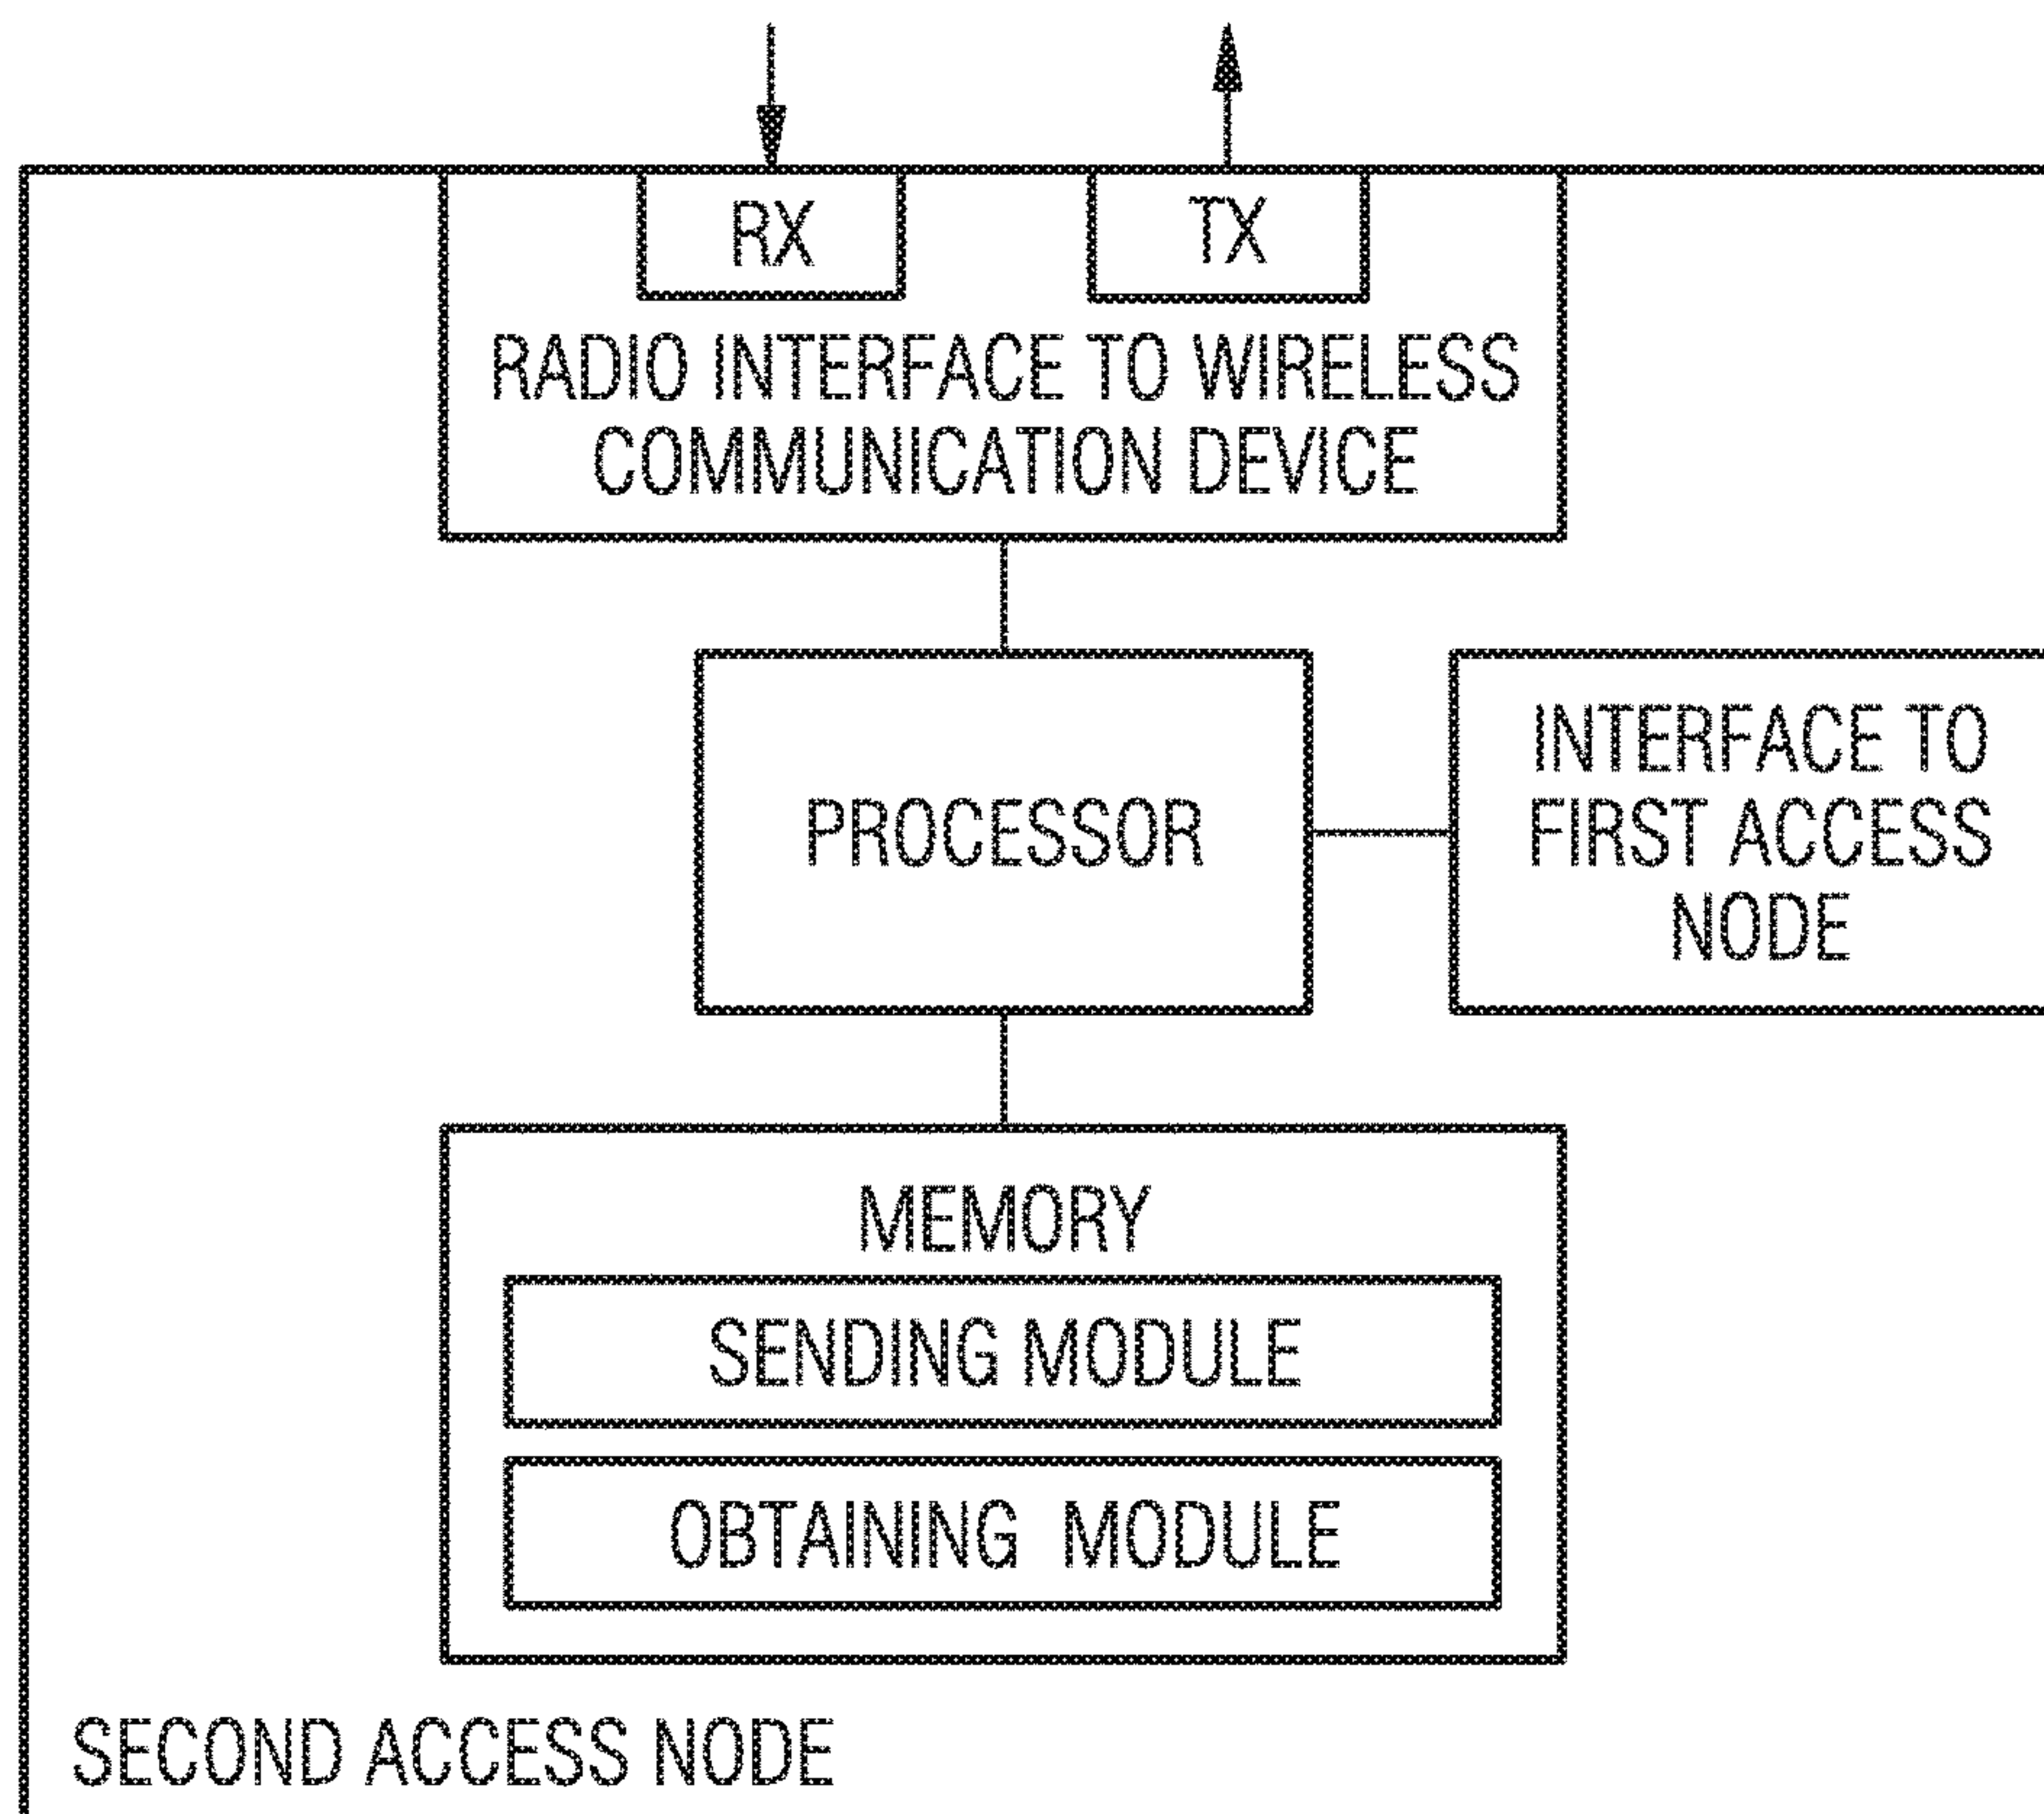 RX
TX
RADIO INTERFACE TO WIRELESS
COMMUNICATION DEVICE
PROCESSOR
INTERFACE TO
FIRST ACCESS
NODE
MEMORY
SENDING MODULE
OBTAINING MODULE
SECOND ACCESS NODE